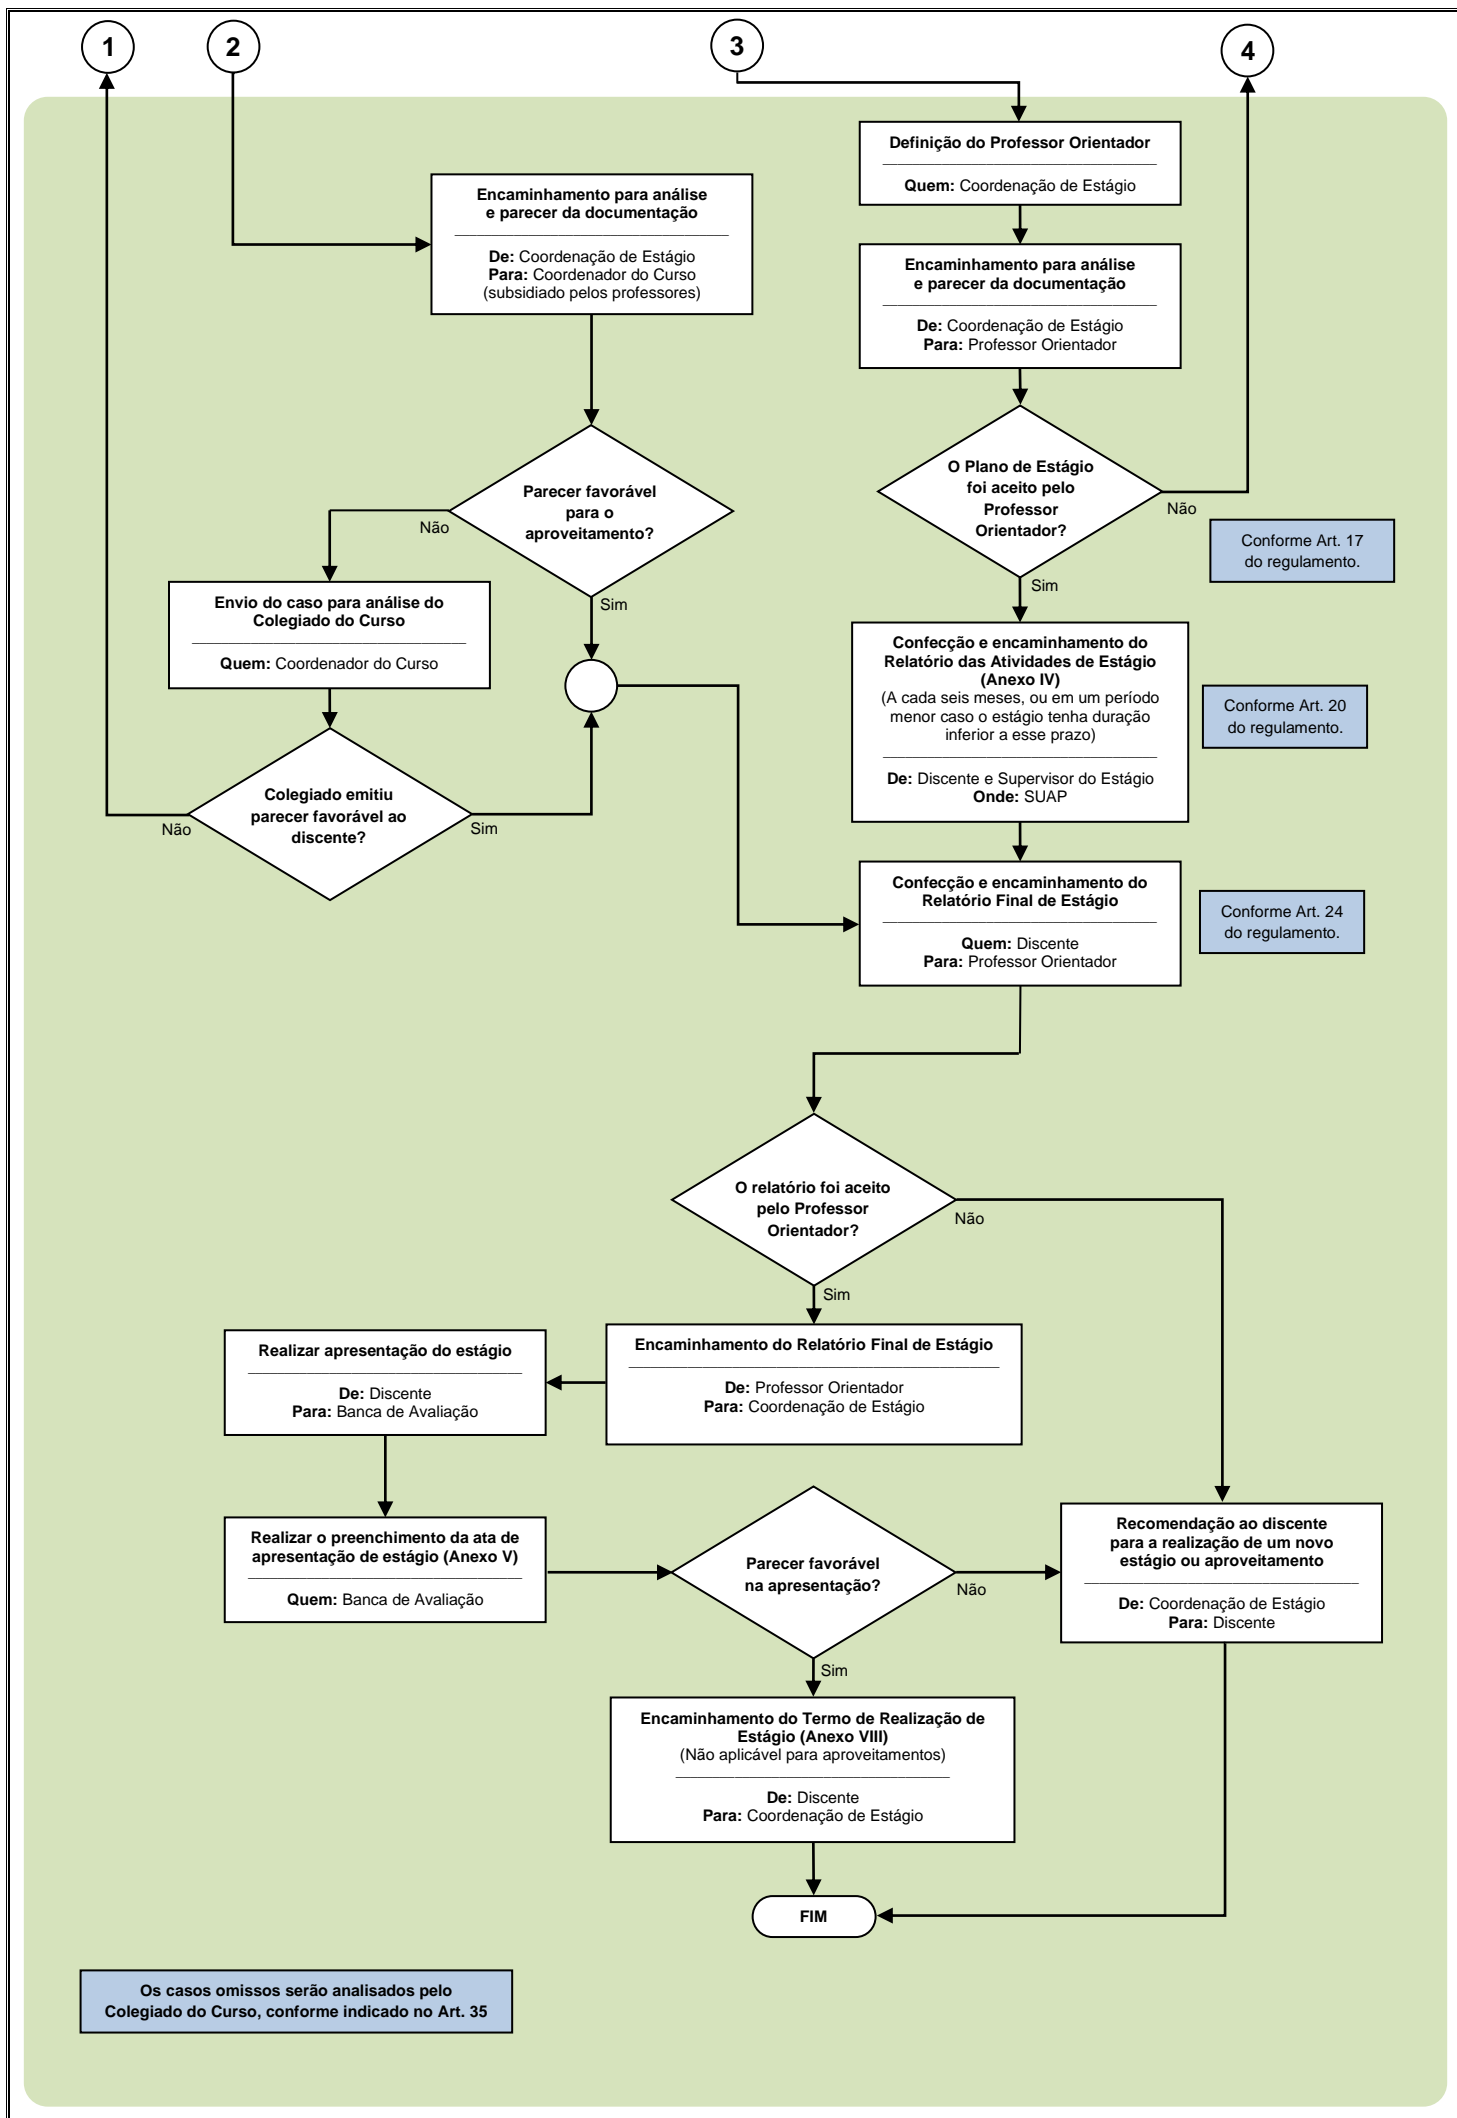 1
2
3
4
Definição do Professor Orientador
Quem: Coordenação de Estágio
Encaminhamento para análise
e parecer da documentação
De: Coordenação de Estágio
Para: Coordenador do Curso
(subsidiado pelos professores)
Encaminhamento para análise
e parecer da documentação
De: Coordenação de Estágio
Para: Professor Orientador
O Plano de Estágio
foi aceito pelo
Professor
Orientador?
Não
Sim
Conforme Art. 17
do regulamento.
Parecer favorável
para o
aproveitamento?
Não
Sim
Envio do caso para análise do
Colegiado do Curso
Quem: Coordenador do Curso
Confecção e encaminhamento do
Relatório das Atividades de Estágio
(Anexo IV)
(A cada seis meses, ou em um período
menor caso o estágio tenha duração
inferior a esse prazo)
De: Discente e Supervisor do Estágio
Onde: SUAP
Conforme Art. 20
do regulamento.
Colegiado emitiu
parecer favorável ao
discente?
Não
Sim
Confecção e encaminhamento do
Relatório Final de Estágio
Quem: Discente
Para: Professor Orientador
Conforme Art. 24
do regulamento.
O relatório foi aceito
pelo Professor
Orientador?
Não
Sim
Realizar apresentação do estágio
De: Discente
Para: Banca de Avaliação
Encaminhamento do Relatório Final de Estágio
De: Professor Orientador
Para: Coordenação de Estágio
Realizar o preenchimento da ata de
apresentação de estágio (Anexo V)
Quem: Banca de Avaliação
Parecer favorável
na apresentação?
Não
Sim
Recomendação ao discente
para a realização de um novo
estágio ou aproveitamento
De: Coordenação de Estágio
Para: Discente
Encaminhamento do Termo de Realização de
Estágio (Anexo VIII)
(Não aplicável para aproveitamentos)
De: Discente
Para: Coordenação de Estágio
FIM
Os casos omissos serão analisados pelo
Colegiado do Curso, conforme indicado no Art. 35